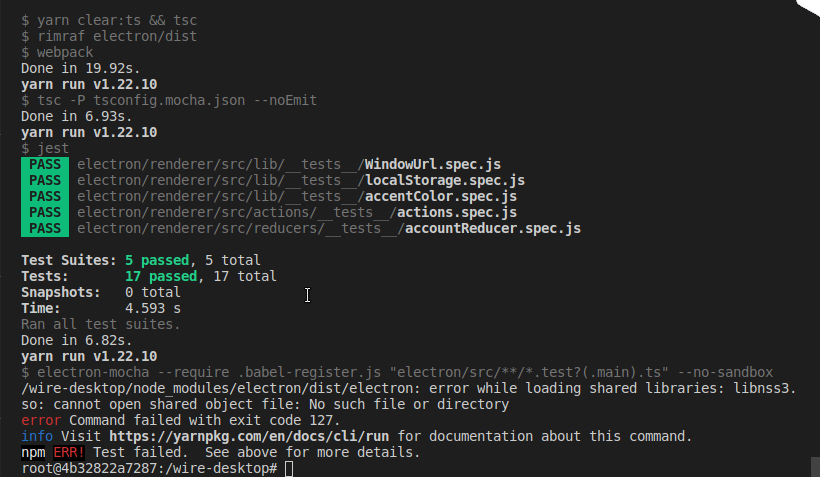 $ yarn clear:ts && tsc
$ rimraf electron/dist
$ webpack
Done in 19.92s.
yarn run v1.22.10
$ tsc -P tsconfig.mocha.json --noEmit
Done in 6.93s.
yarn run v1.22.10
$ jest
PASS electron/renderer/src/lib/__tests__/WindowUrl.spec.js
PASS electron/renderer/src/lib/__tests__/localStorage.spec.js
PASS electron/renderer/src/lib/__tests__/accentColor.spec.js
PASS electron/renderer/src/actions/__tests__/actions.spec.js
PASS electron/renderer/src/reducers/__tests__/accountReducer.spec.js
Test Suites: 5 passed, 5 total
Tests:       17 passed, 17 total
Snapshots:   0 total
Time:        4.593 s
Ran all test suites.
Done in 6.82s.
yarn run v1.22.10
$ electron-mocha --require .babel-register.js "electron/src/**/*.test?(.main).ts" --no-sandbox
/wire-desktop/node_modules/electron/dist/electron: error while loading shared libraries: libnss3.
so: cannot open shared object file: No such file or directory
error Command failed with exit code 127.
info Visit https://yarnpkg.com/en/docs/cli/run for documentation about this command.
npm ERR! Test failed.  See above for more details.
root@4b32822a7287:/wire-desktop#